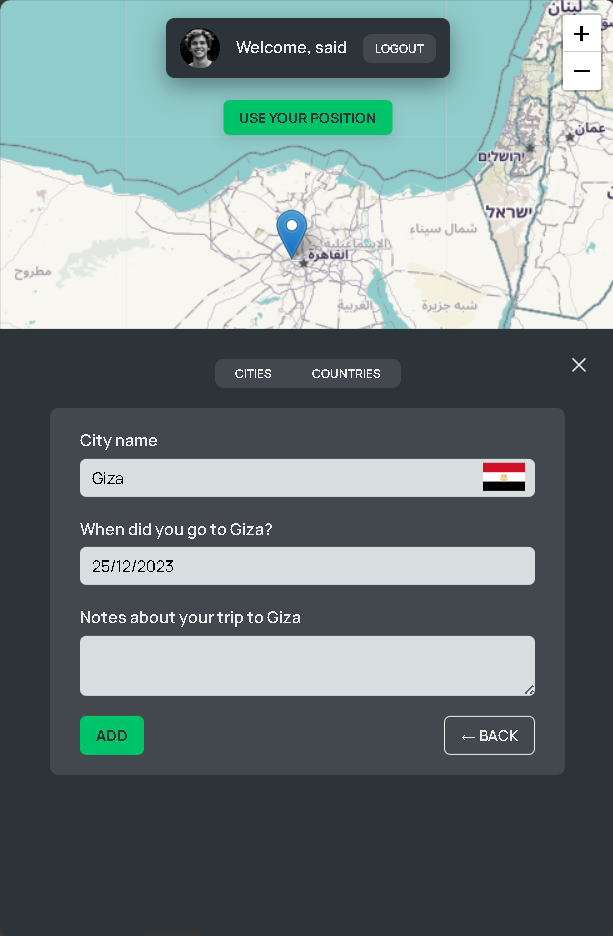 لبنان
Welcome, said
LOGOUT
+
−
USE YOUR POSITION
عمان
ירושלים
ישראל
شمال سيناء
الإسماعيلية
القاهرة
مطروح
الغربية
شبه جزيرة
CITIES
COUNTRIES
City name
Giza
When did you go to Giza?
25/12/2023
Notes about your trip to Giza
ADD
← BACK